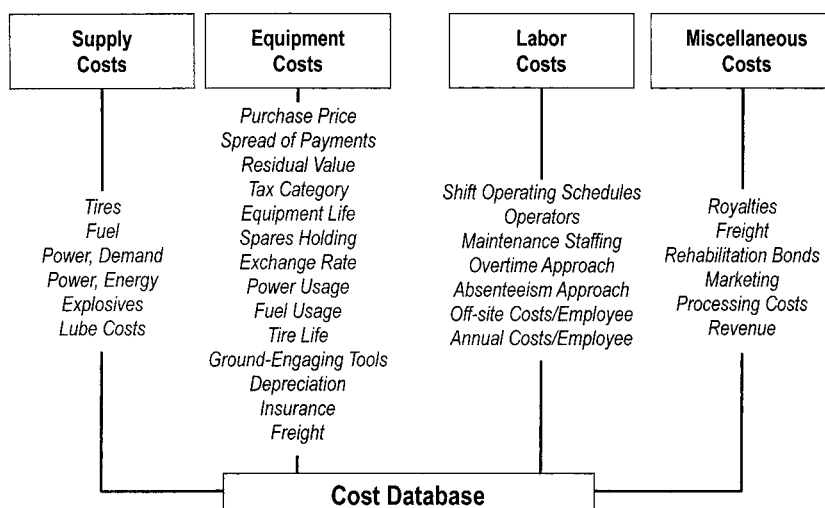 Supply
Costs
Equipment
Costs
Labor
Costs
Miscellaneous
Costs
Tires
Fuel
Power, Demand
Power, Energy
Explosives
Lube Costs
Purchase Price
Spread of Payments
Residual Value
Tax Category
Equipment Life
Spares Holding
Exchange Rate
Power Usage
Fuel Usage
Tire Life
Ground-Engaging Tools
Depreciation
Insurance
Freight
Shift Operating Schedules
Operators
Maintenance Staffing
Overtime Approach
Absenteeism Approach
Off-site Costs/Employee
Annual Costs/Employee
Royalties
Freight
Rehabilitation Bonds
Marketing
Processing Costs
Revenue
Cost Database